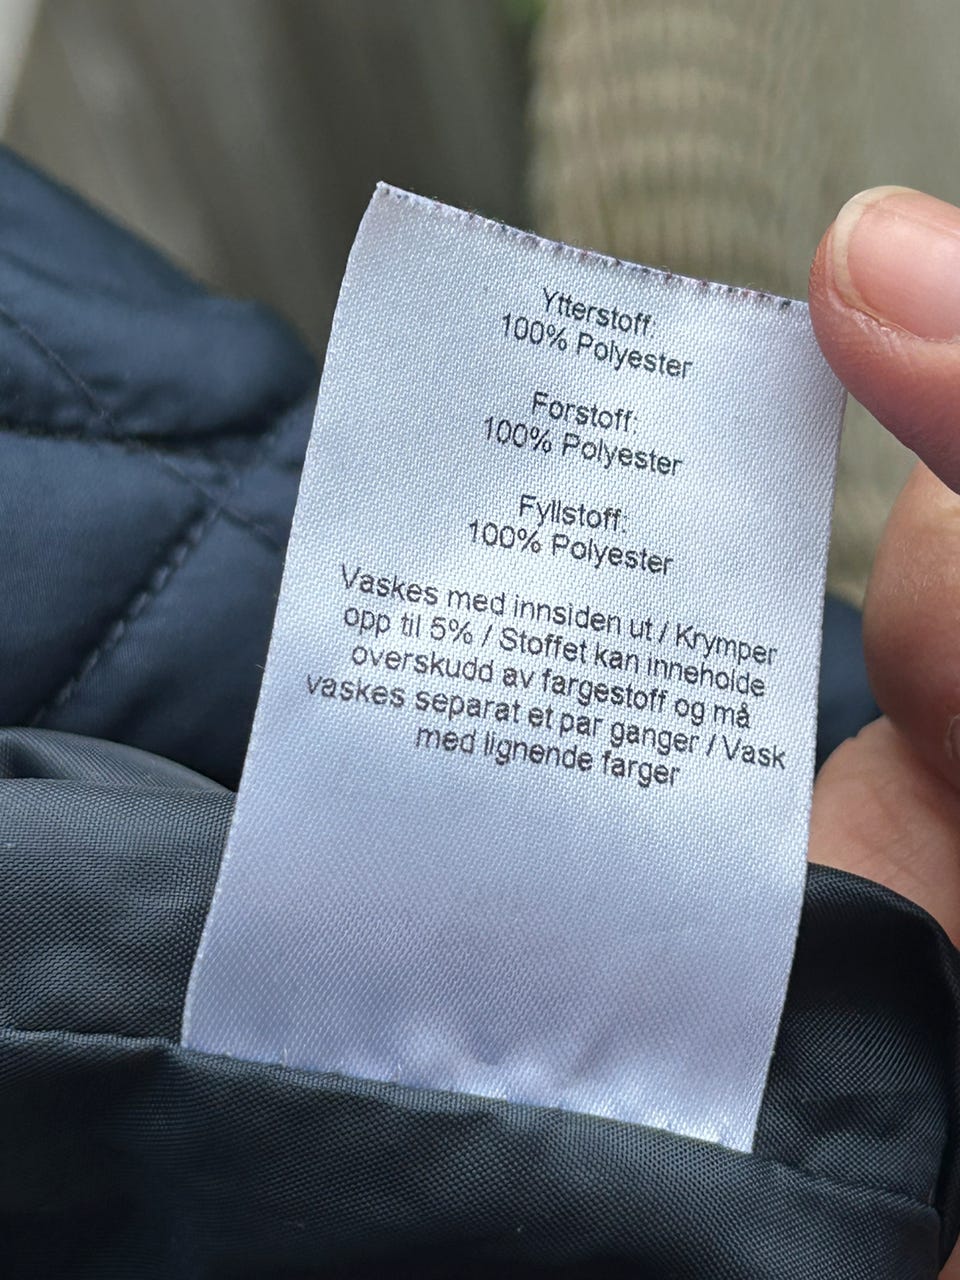 Ytterstoff:
100% Polyester
Forstoff:
100% Polyester
Fyllstoff:
100% Polyester
Vaskes med innsiden ut / Krymper
opp til 5% / Stoffet kan inneholde
overskudd av fargestoff og må
vaskes separat et par ganger / Vask
med lignende farger